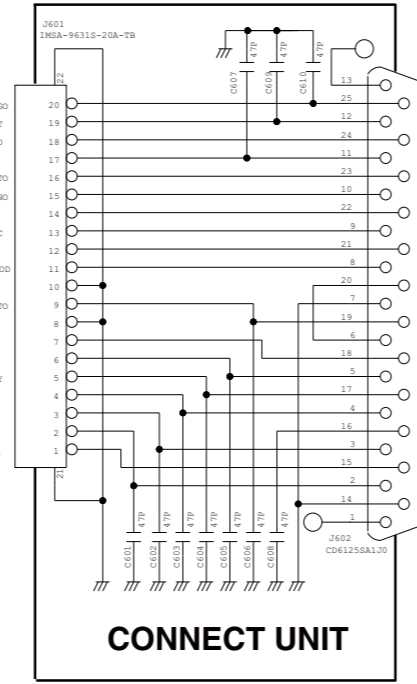 J601
IMSA-9631S-20A-TB
22
20
19
18
17
16
15
14
13
12
11
10
9
8
7
6
5
4
3
2
1
21
47P
47P
47P
C607
C609
C610
13
25
12
24
11
23
10
22
9
21
8
20
7
19
6
18
5
17
4
16
3
15
2
14
1
47P
47P
47P
47P
47P
47P
47P
C601
C602
C603
C604
C605
C606
C608
J602
CD6125SA1J0
CONNECT UNIT